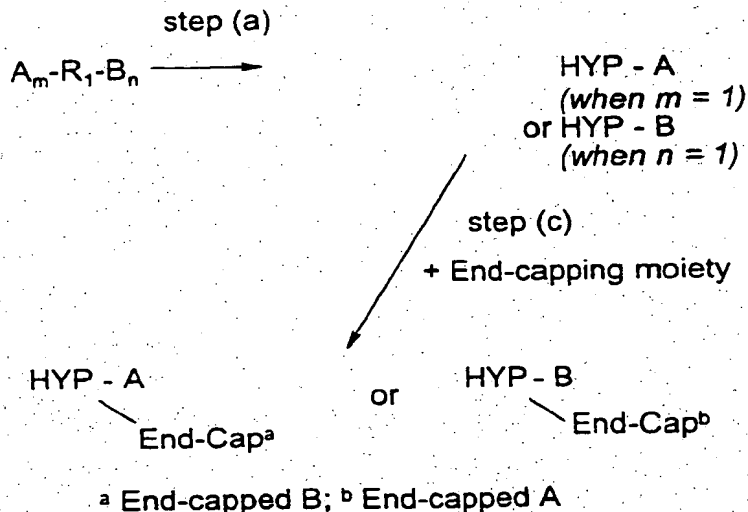 step (a)
Aₘ-R₁-Bₙ
HYP - A
(when m = 1)
or HYP - B
(when n = 1)
step (c)
+ End-capping moiety
HYP - A
End-Capᵃ
or
HYP - B
End-Capᵇ
ᵃ End-capped B; ᵇ End-capped A